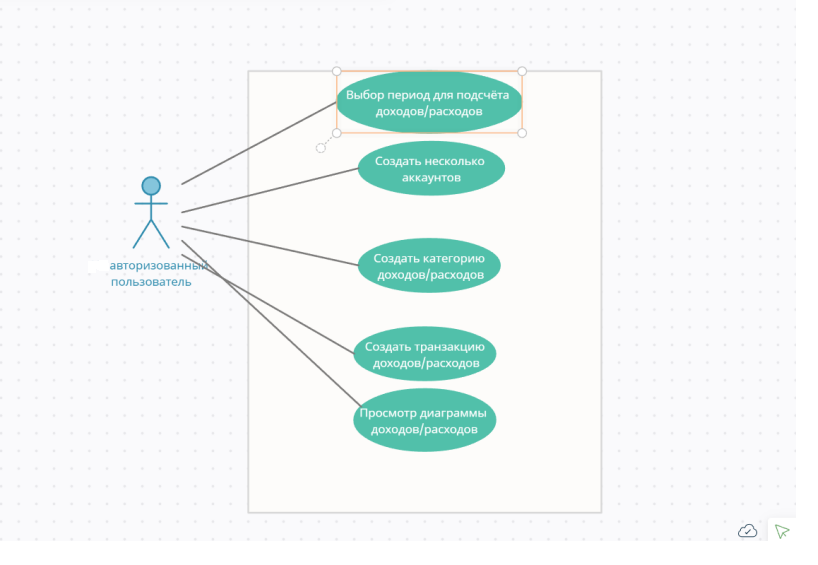 Выбор период для подсчёта
доходов/расходов
Создать несколько
аккаунтов
Создать категорию
доходов/расходов
авторизованный
пользователь
Создать транзакцию
доходов/расходов
Просмотр диаграммы
доходов/расходов